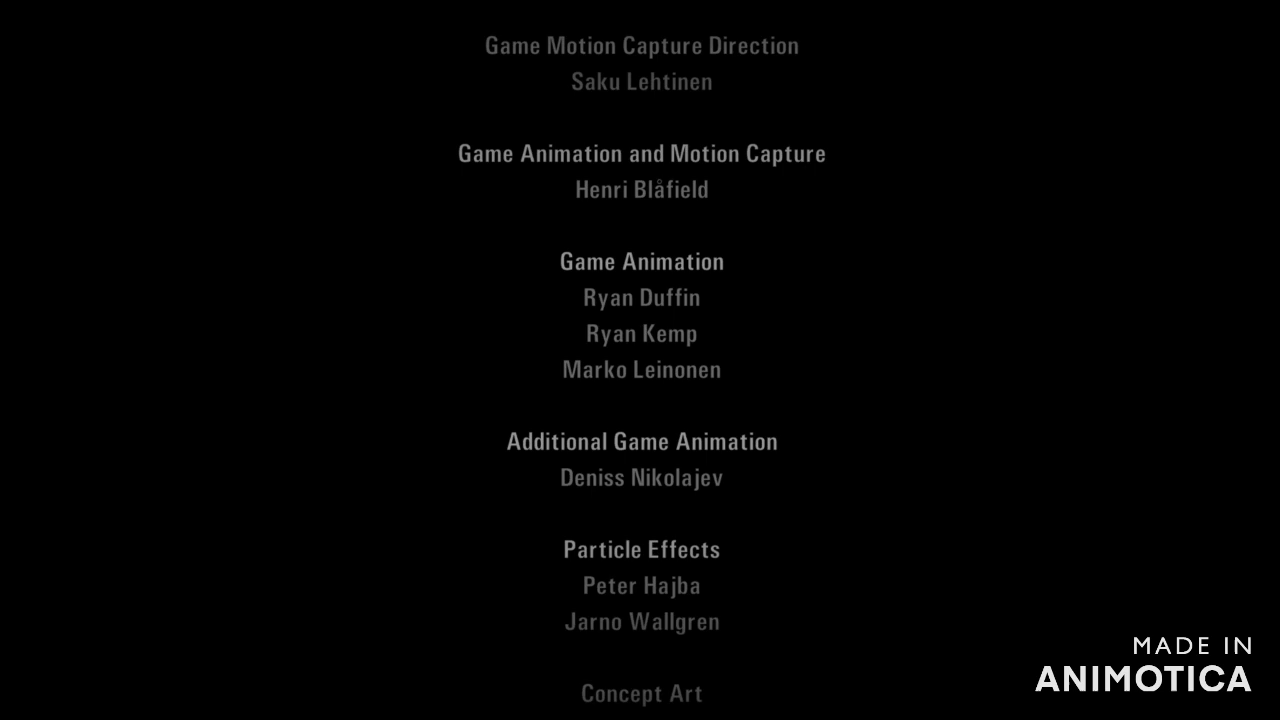 Game Motion Capture Direction
Saku Lehtinen
Game Animation and Motion Capture
Henri Blåfield
Game Animation
Ryan Duffin
Ryan Kemp
Marko Leinonen
Additional Game Animation
Deniss Nikolajev
Particle Effects
Peter Hajba
Jarno Wallgren
Concept Art
MADE IN
ANIMOTICA